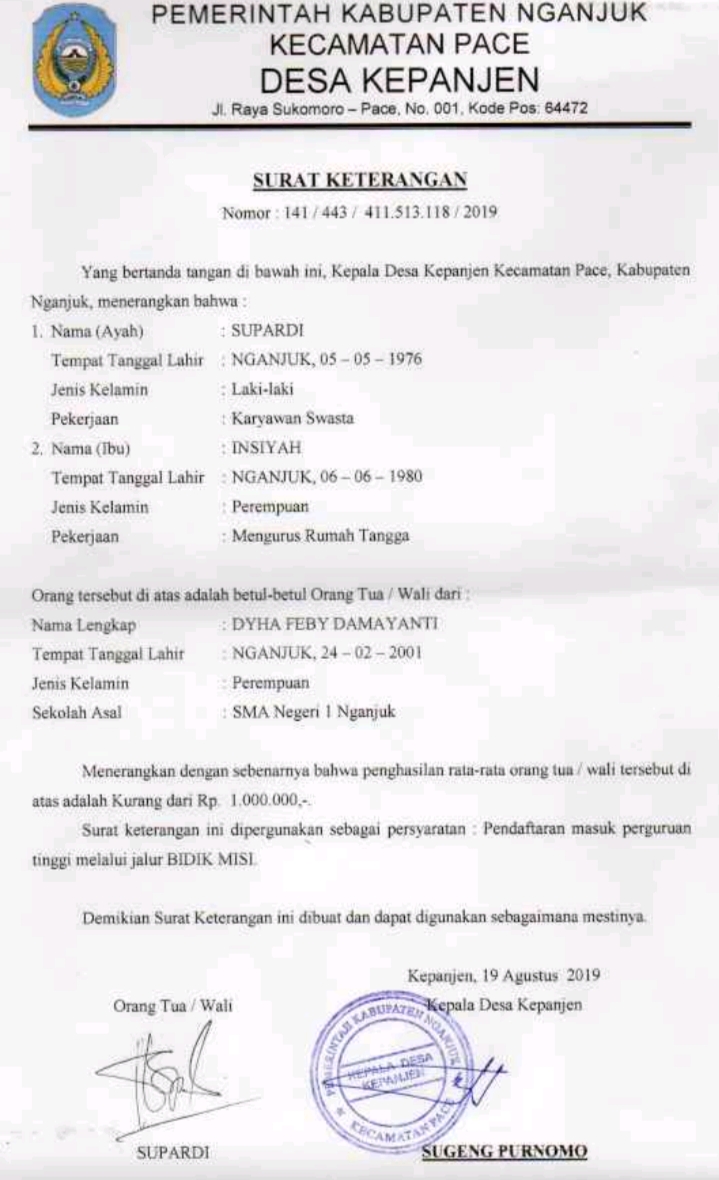 PEMERINTAH KABUPATEN NGANJUK
KECAMATAN PACE
DESA KEPANJEN
Jl. Raya Sukomoro – Pace, No. 001, Kode Pos: 64472
SURAT KETERANGAN
Nomor : 141 / 443 / 411.513.118 / 2019
Yang bertanda tangan di bawah ini, Kepala Desa Kepanjen Kecamatan Pace, Kabupaten
Nganjuk, menerangkan bahwa :
1. Nama (Ayah) : SUPARDI
Tempat Tanggal Lahir : NGANJUK, 05 – 05 – 1976
Jenis Kelamin : Laki-laki
Pekerjaan : Karyawan Swasta
2. Nama (Ibu) : INSIYAH
Tempat Tanggal Lahir : NGANJUK, 06 – 06 – 1980
Jenis Kelamin : Perempuan
Pekerjaan : Mengurus Rumah Tangga
Orang tersebut di atas adalah betul-betul Orang Tua / Wali dari :
Nama Lengkap : DYHA FEBY DAMAYANTI
Tempat Tanggal Lahir : NGANJUK, 24 – 02 – 2001
Jenis Kelamin : Perempuan
Sekolah Asal : SMA Negeri 1 Nganjuk
Menerangkan dengan sebenarnya bahwa penghasilan rata-rata orang tua / wali tersebut di
atas adalah Kurang dari Rp. 1.000.000,-.
Surat keterangan ini dipergunakan sebagai persyaratan : Pendaftaran masuk perguruan
tinggi melalui jalur BIDIK MISI.
Demikian Surat Keterangan ini dibuat dan dapat digunakan sebagaimana mestinya.
Kepanjen, 19 Agustus 2019
Orang Tua / Wali Kepala Desa Kepanjen
PEMERINTAH KABUPATEN NGANJUK
KEPALA DESA
KEPANJEN
KECAMATAN PACE
SUPARDI SUGENG PURNOMO